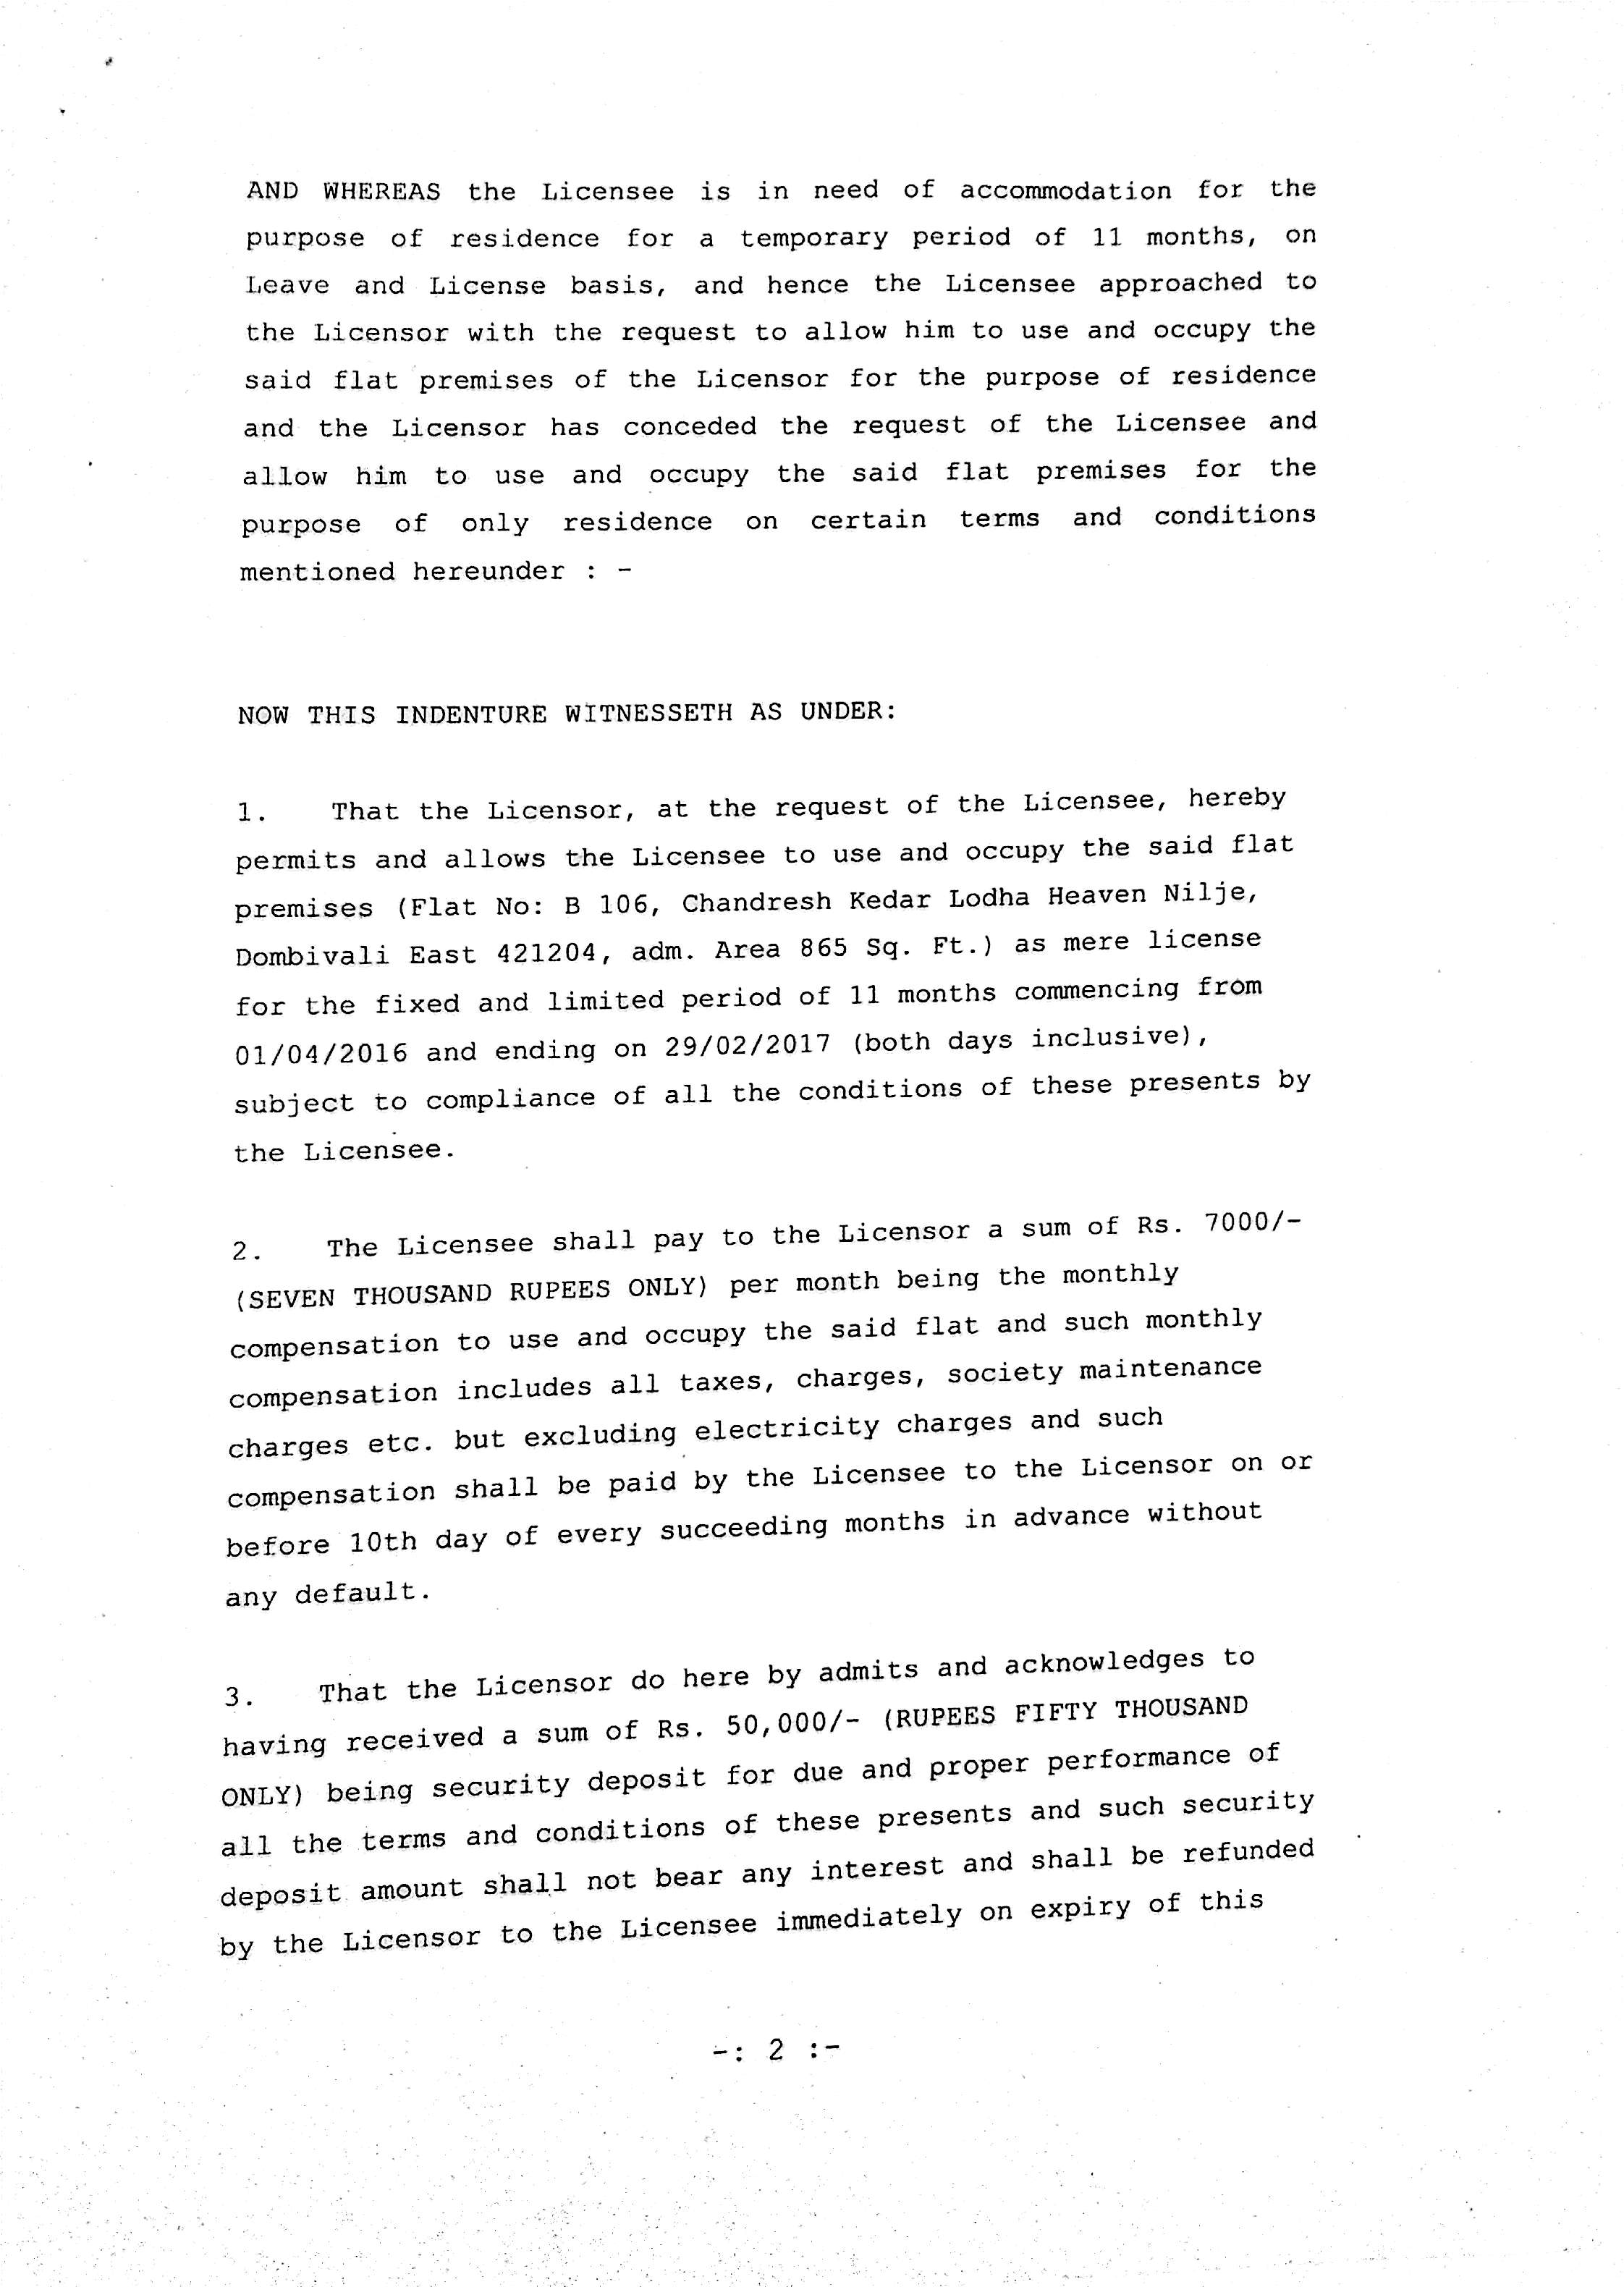 AND WHEREAS the Licensee is in need of accommodation for the
purpose of residence for a temporary period of 11 months, on
Leave and License basis, and hence the Licensee approached to
the Licensor with the request to allow him to use and occupy the
said flat premises of the Licensor for the purpose of residence
and the Licensor has conceded the request of the Licensee and
allow him to use and occupy the said flat premises for the
purpose of only residence on certain terms and conditions
mentioned hereunder : -
NOW THIS INDENTURE WITNESSETH AS UNDER:
1. That the Licensor, at the request of the Licensee, hereby
permits and allows the Licensee to use and occupy the said flat
premises (Flat No: B 106, Chandresh Kedar Lodha Heaven Nilje,
Dombivali East 421204, adm. Area 865 Sq. Ft.) as mere license
for the fixed and limited period of 11 months commencing from
01/04/2016 and ending on 29/02/2017 (both days inclusive),
subject to compliance of all the conditions of these presents by
the Licensee.
2. The Licensee shall pay to the Licensor a sum of Rs. 7000/-
(SEVEN THOUSAND RUPEES ONLY) per month being the monthly
compensation to use and occupy the said flat and such monthly
compensation includes all taxes, charges, society maintenance
charges etc. but excluding electricity charges and such
compensation shall be paid by the Licensee to the Licensor on or
before 10th day of every succeeding months in advance without
any default.
3. That the Licensor do here by admits and acknowledges to
having received a sum of Rs. 50,000/- (RUPEES FIFTY THOUSAND
ONLY) being security deposit for due and proper performance of
all the terms and conditions of these presents and such security
deposit amount shall not bear any interest and shall be refunded
by the Licensor to the Licensee immediately on expiry of this
-: 2 :-